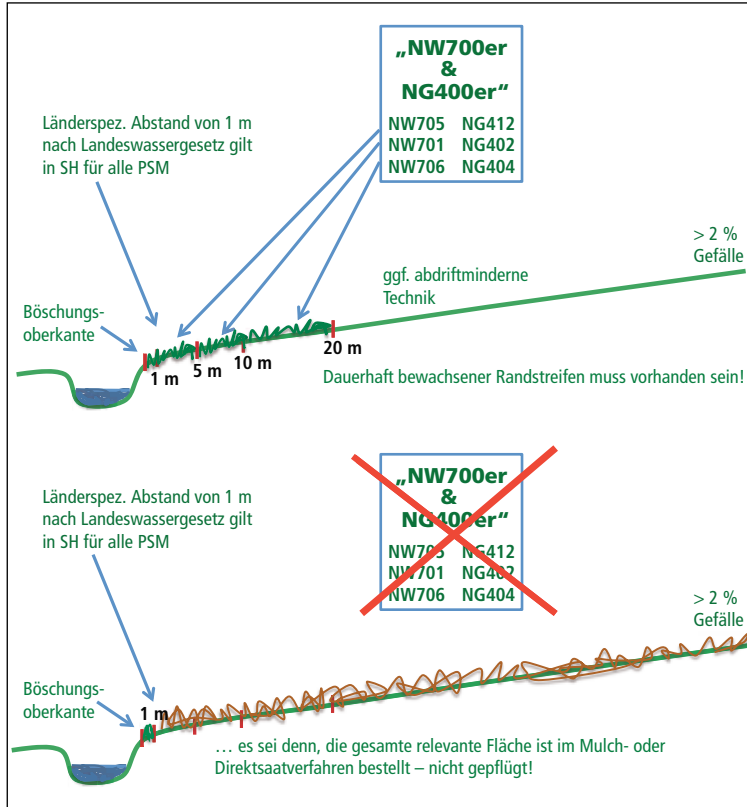 „NW700er
&
NG400er“
NW705 NG412
NW701 NG402
NW706 NG404
Länderspez. Abstand von 1 m
nach Landeswassergesetz gilt
in SH für alle PSM
> 2 %
Gefälle
ggf. abdriftminderne
Technik
Böschungs-
oberkante
1 m 5 m 10 m 20 m
Dauerhaft bewachsener Randstreifen muss vorhanden sein!
„NW700er
&
NG400er“
NW705 NG412
NW701 NG402
NW706 NG404
Länderspez. Abstand von 1 m
nach Landeswassergesetz gilt
in SH für alle PSM
> 2 %
Gefälle
Böschungs-
oberkante
1 m
… es sei denn, die gesamte relevante Fläche ist im Mulch- oder
Direktsaatverfahren bestellt – nicht gepflügt!